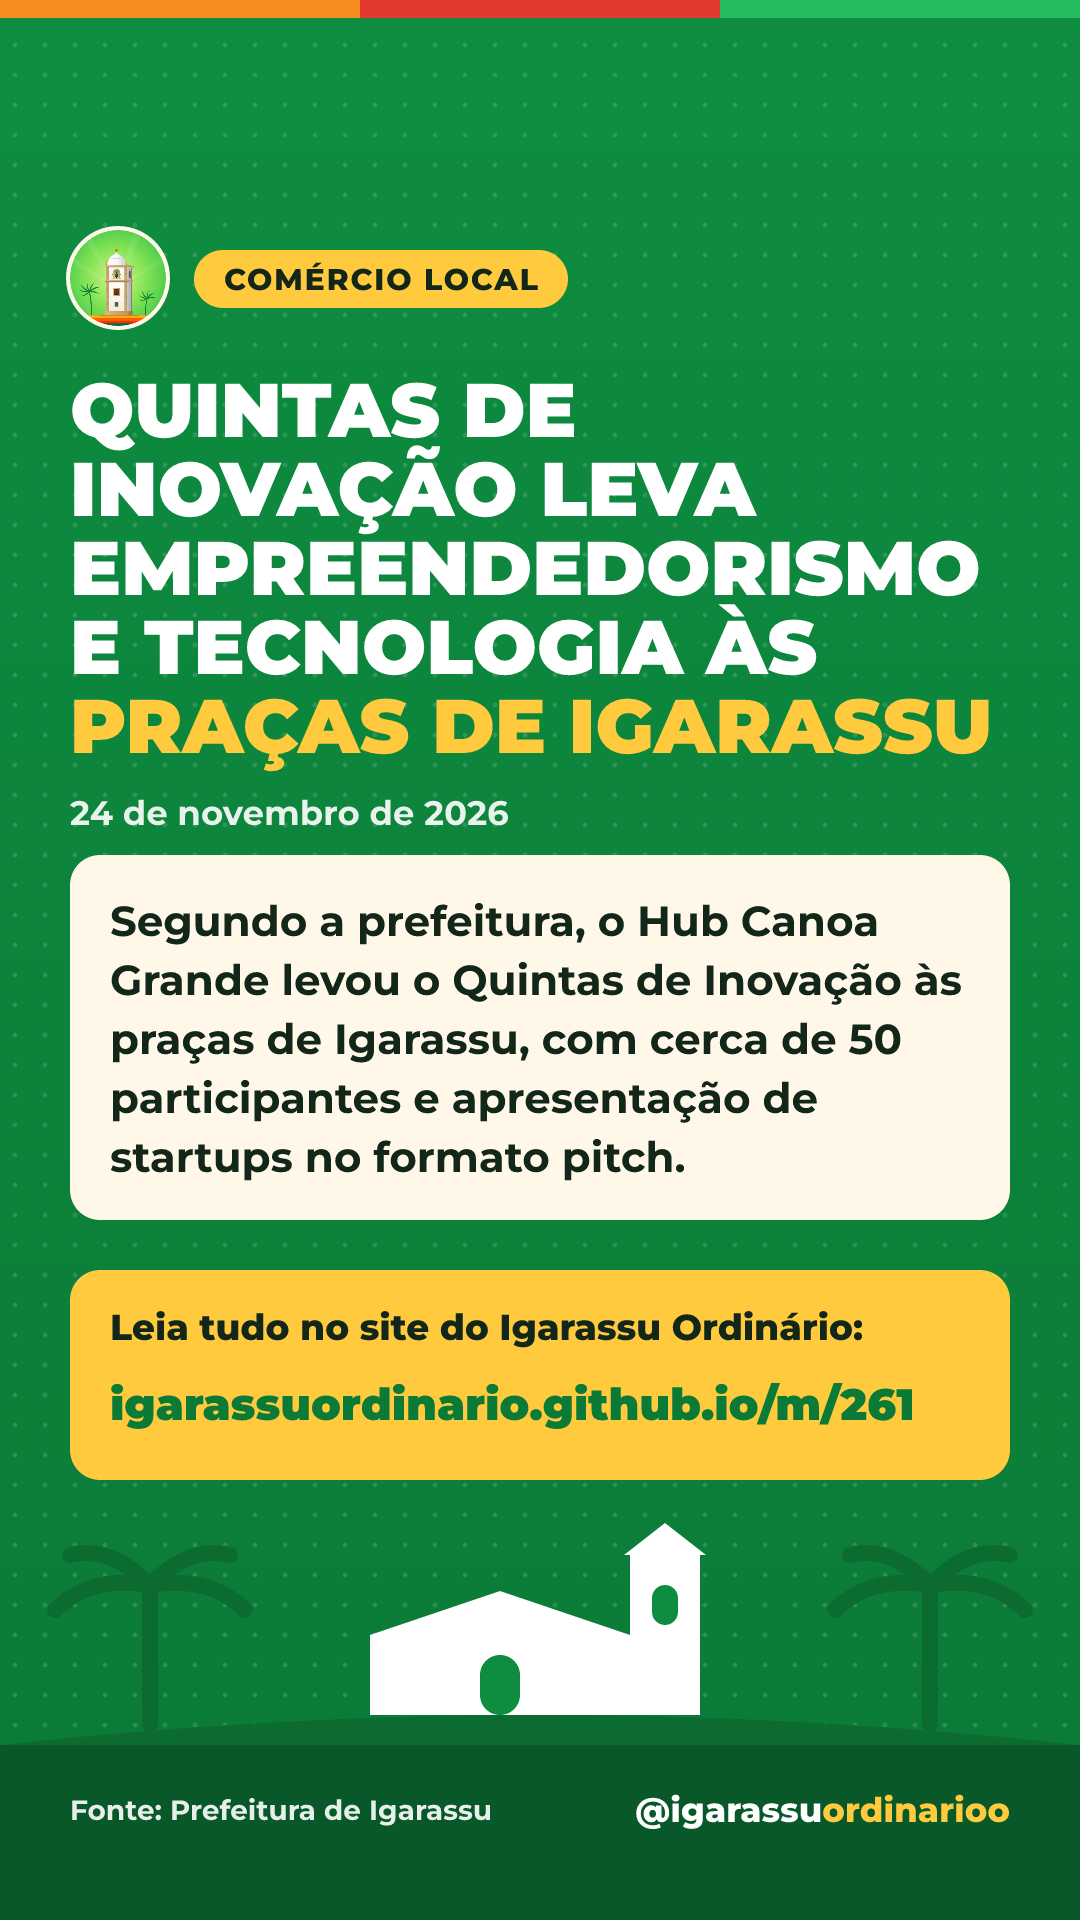 COMÉRCIO LOCAL
QUINTAS DE
INOVAÇÃO LEVA
EMPREENDEDORISMO
E TECNOLOGIA ÀS
PRAÇAS DE IGARASSU
24 de novembro de 2026
Segundo a prefeitura, o Hub Canoa
Grande levou o Quintas de Inovação às
praças de Igarassu, com cerca de 50
participantes e apresentação de
startups no formato pitch.
Leia tudo no site do Igarassu Ordinário:
igarassuordinario.github.io/m/261
Fonte: Prefeitura de Igarassu
@igarassuordinarioo